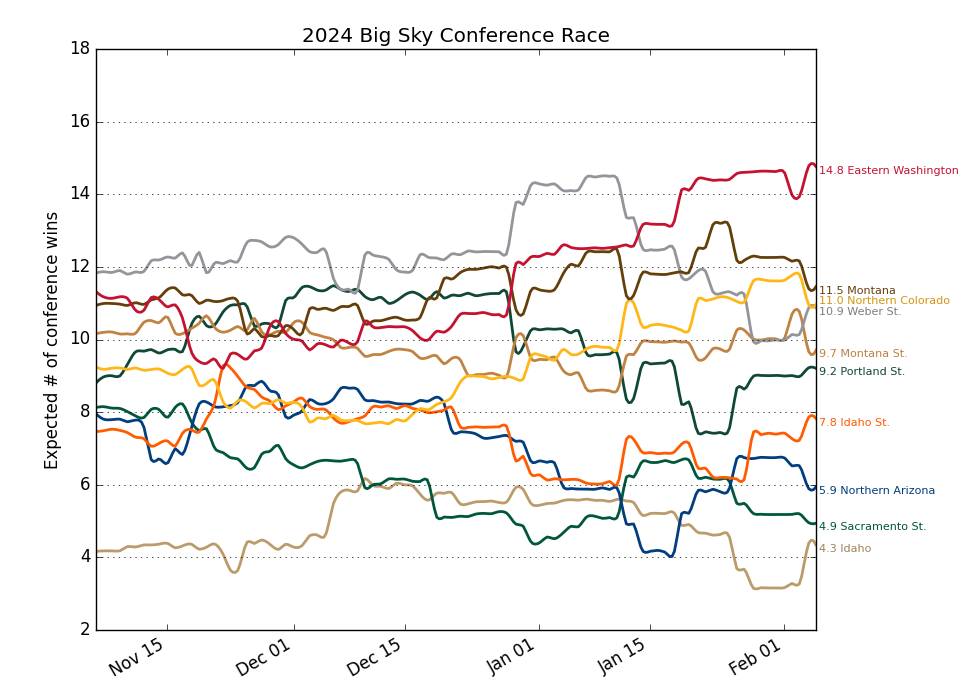 2024 Big Sky Conference Race
Expected # of conference wins
18
16
14
12
10
8
6
4
2
Nov 15
Dec 01
Dec 15
Jan 01
Jan 15
Feb 01
14.8 Eastern Washington
11.5 Montana
11.0 Northern Colorado
10.9 Weber St.
9.7 Montana St.
9.2 Portland St.
7.8 Idaho St.
5.9 Northern Arizona
4.9 Sacramento St.
4.3 Idaho